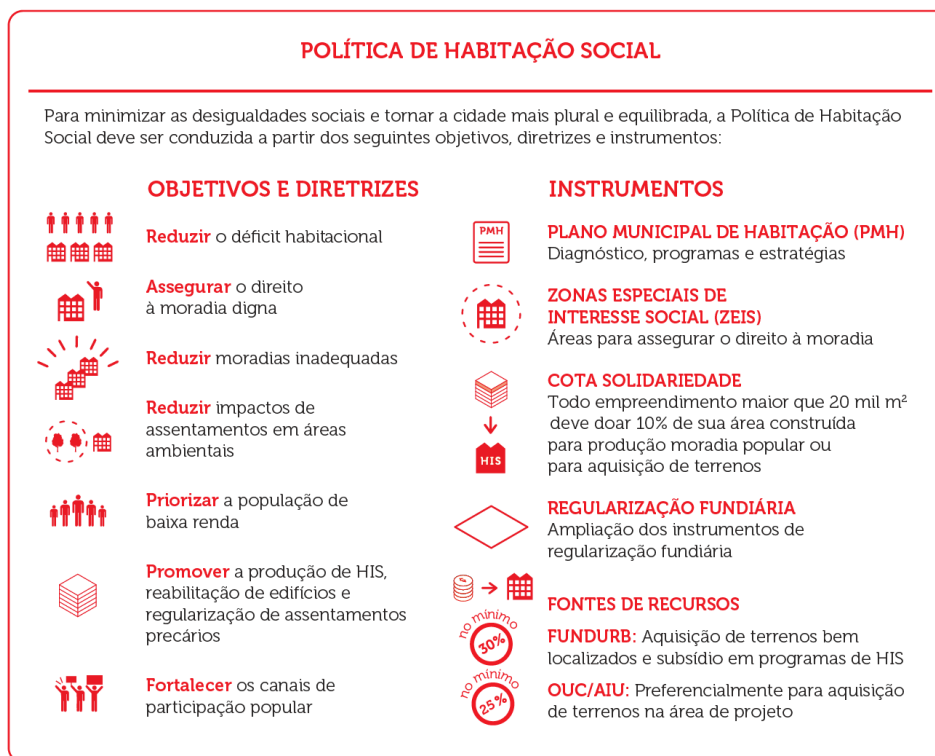 POLÍTICA DE HABITAÇÃO SOCIAL
Para minimizar as desigualdades sociais e tornar a cidade mais plural e equilibrada, a Política de Habitação
Social deve ser conduzida a partir dos seguintes objetivos, diretrizes e instrumentos:
OBJETIVOS E DIRETRIZES
Reduzir o déficit habitacional
Assegurar o direito
à moradia digna
Reduzir moradias inadequadas
Reduzir impactos de
assentamentos em áreas
ambientais
Priorizar a população de
baixa renda
Promover a produção de HIS,
reabilitação de edifícios e
regularização de assentamentos
precários
Fortalecer os canais de
participação popular
INSTRUMENTOS
PMH
PLANO MUNICIPAL DE HABITAÇÃO (PMH)
Diagnóstico, programas e estratégias
ZONAS ESPECIAIS DE
INTERESSE SOCIAL (ZEIS)
Áreas para assegurar o direito à moradia
COTA SOLIDARIEDADE
Todo empreendimento maior que 20 mil m²
deve doar 10% de sua área construída
para produção moradia popular ou
para aquisição de terrenos
HIS
REGULARIZAÇÃO FUNDIÁRIA
Ampliação dos instrumentos de
regularização fundiária
FONTES DE RECURSOS
no mínimo
30%
FUNDURB: Aquisição de terrenos bem
localizados e subsídio em programas de HIS
no mínimo
25%
OUC/AIU: Preferencialmente para aquisição
de terrenos na área de projeto